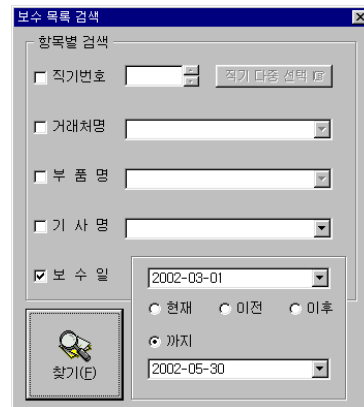 보수 목록 검색
항목별 검색
직기번호
직기 다중 선택
거래처명
부 품 명
기 사 명
보 수 일
2002-03-01
현재 이전 이후
까지
2002-05-30
찾기(F)